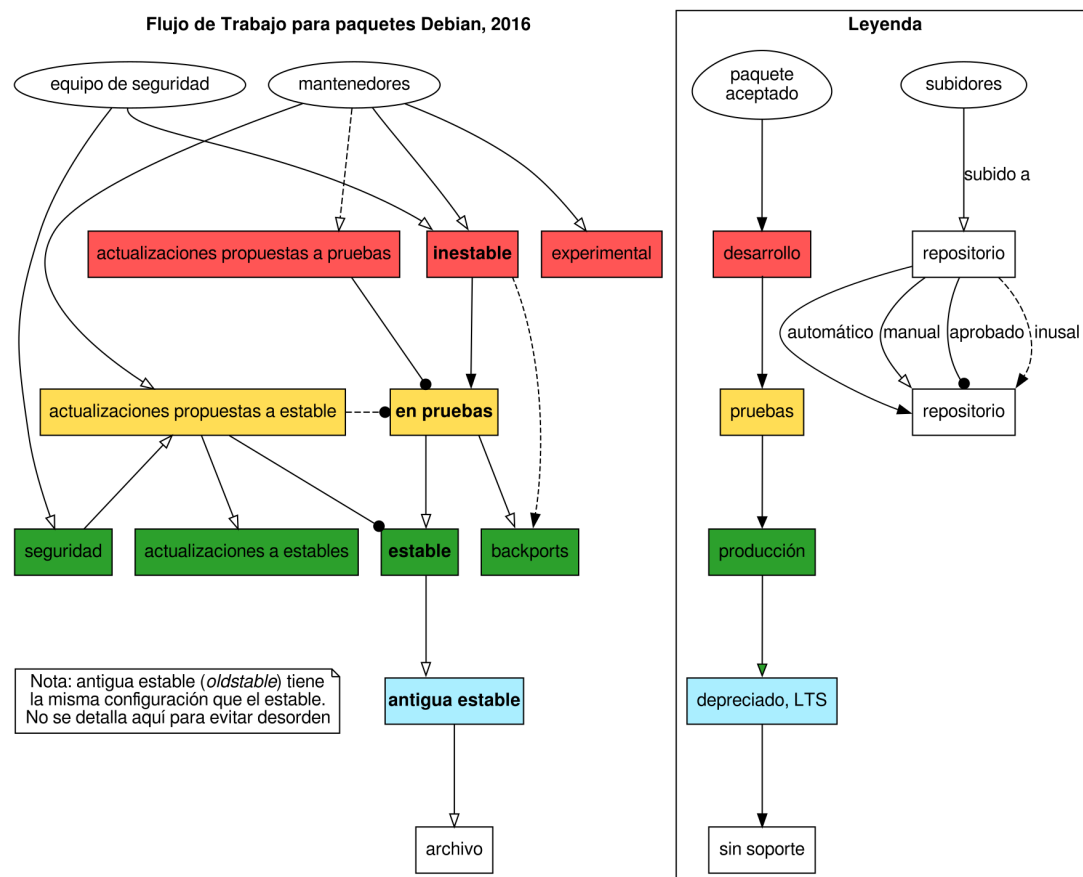 Flujo de Trabajo para paquetes Debian, 2016
equipo de seguridad
mantenedores
actualizaciones propuestas a pruebas
inestable
experimental
actualizaciones propuestas a estable
en pruebas
seguridad
actualizaciones a estables
estable
backports
Nota: antigua estable (oldstable) tiene
la misma configuración que el estable.
No se detalla aquí para evitar desorden
antigua estable
archivo
Leyenda
paquete
aceptado
subidores
subido a
desarrollo
repositorio
automático
manual
aprobado
inusal
pruebas
repositorio
producción
depreciado, LTS
sin soporte